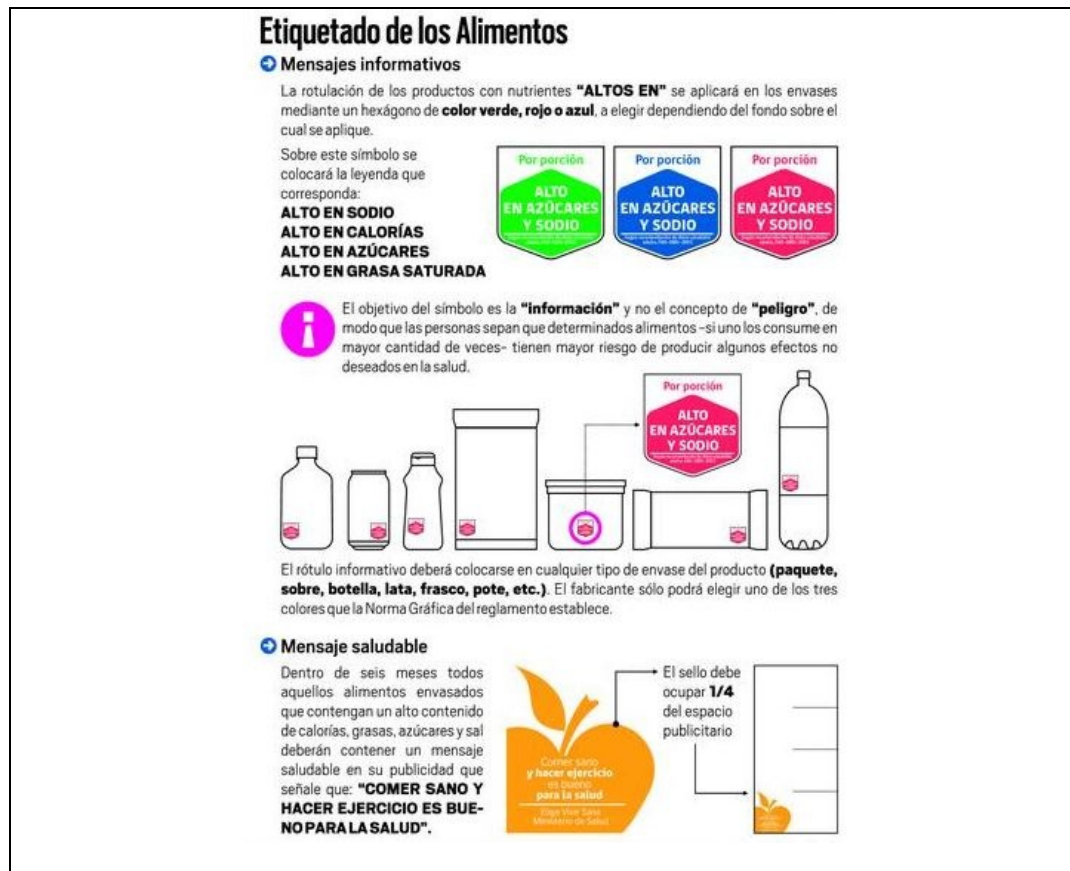 Etiquetado de los Alimentos
Mensajes informativos
La rotulación de los productos con nutrientes “ALTOS EN” se aplicará en los envases
mediante un hexágono de color verde, rojo o azul, a elegir dependiendo del fondo sobre el
cual se aplique.
Sobre este símbolo se
colocará la leyenda que
corresponda:
ALTO EN SODIO
ALTO EN CALORÍAS
ALTO EN AZÚCARES
ALTO EN GRASA SATURADA
Por porción
ALTO
EN AZÚCARES
Y SODIO
Por porción
ALTO
EN AZÚCARES
Y SODIO
Por porción
ALTO
EN AZÚCARES
Y SODIO
El objetivo del símbolo es la “información” y no el concepto de “peligro”, de
modo que las personas sepan que determinados alimentos -si uno los consume en
mayor cantidad de veces- tienen mayor riesgo de producir algunos efectos no
deseados en la salud.
Por porción
ALTO
EN AZÚCARES
Y SODIO
El rótulo informativo deberá colocarse en cualquier tipo de envase del producto (paquete,
sobre, botella, lata, frasco, pote, etc.). El fabricante sólo podrá elegir uno de los tres
colores que la Norma Gráfica del reglamento establece.
Mensaje saludable
Dentro de seis meses todos
aquellos alimentos envasados
que contengan un alto contenido
de calorías, grasas, azúcares y sal
deberán contener un mensaje
saludable en su publicidad que
señale que: “COMER SANO Y
HACER EJERCICIO ES BUE-
NO PARA LA SALUD”.
Comer sano
y hacer ejercicio
es bueno
para la salud
Elige Vivir Sano
Ministerio de Salud
El sello debe
ocupar 1/4
del espacio
publicitario